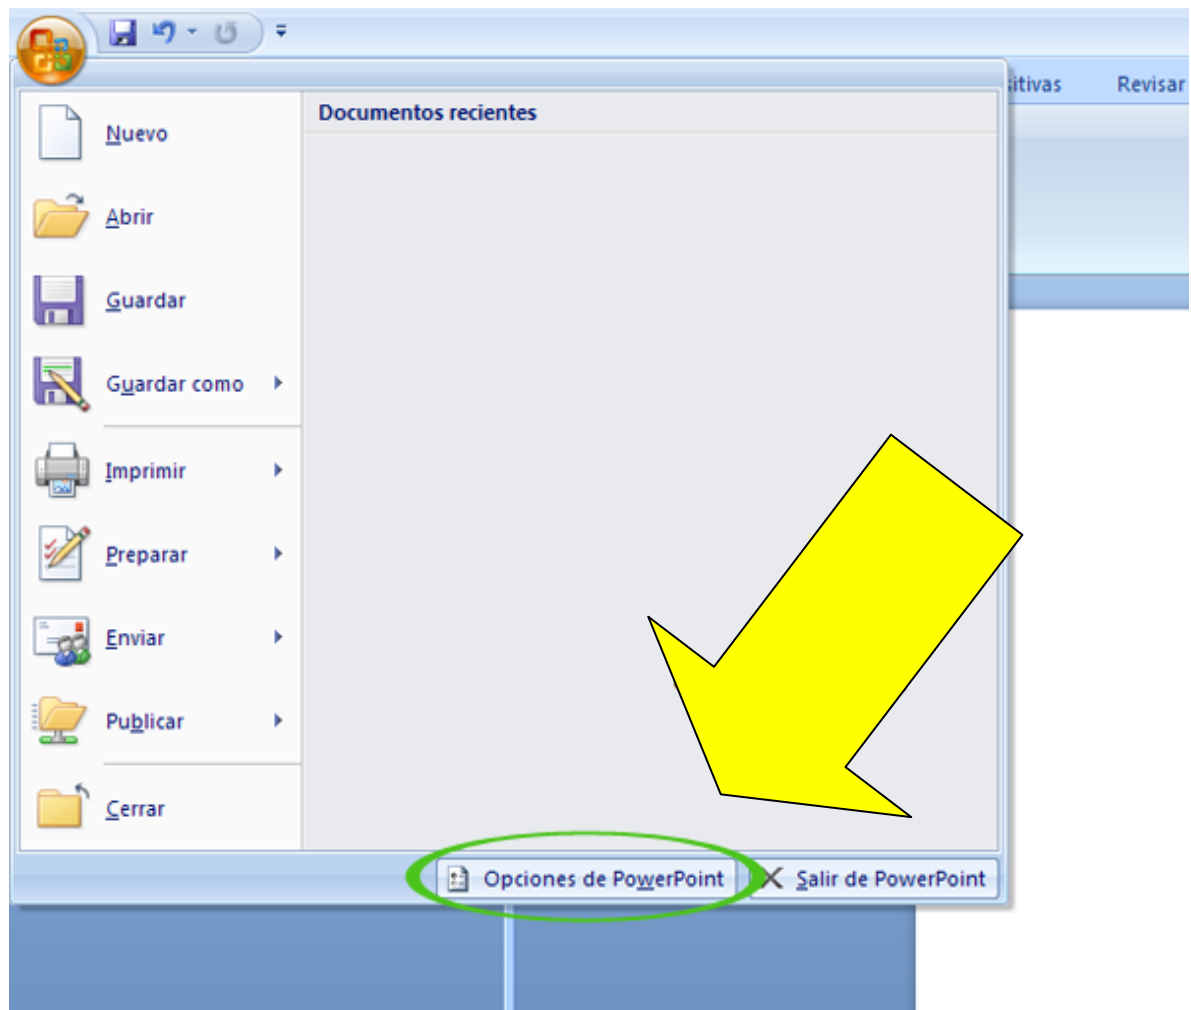 itivas Revisar
Documentos recientes
Nuevo
Abrir
Guardar
Guardar como
Imprimir
Preparar
Enviar
Publicar
Cerrar
Opciones de PowerPoint
Salir de PowerPoint